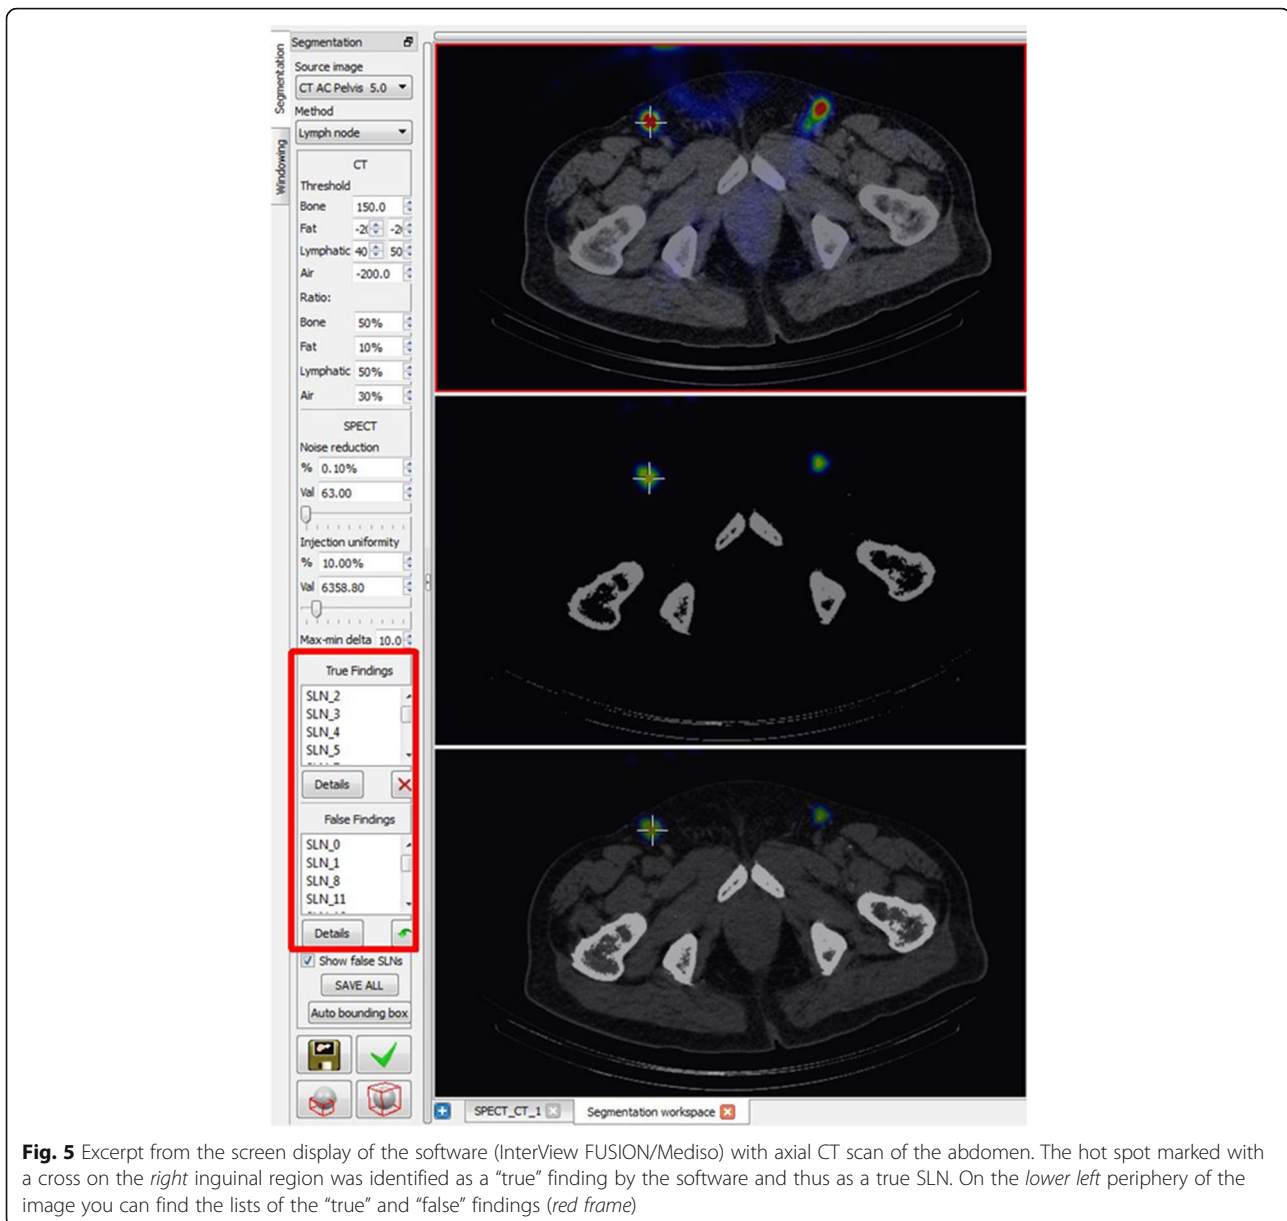 Segmentation
Windowing
Segmentation
Source image
CT AC Pelvis 5.0
Method
Lymph node
CT
Threshold
Bone 150.0
Fat
Lymphatic 40 50
Air -200.0
Ratio:
Bone 50%
Fat 10%
Lymphatic 50%
Air 30%
SPECT
Noise reduction
% 0.10%
Val 63.00
Injection uniformity
% 10.00%
Val 6358.80
Max-min delta 10.0
True Findings
SLN_2
SLN_3
SLN_4
SLN_5
Details
False Findings
SLN_0
SLN_1
SLN_8
SLN_11
Details
Show false SLNs
SAVE ALL
Auto bounding box
SPECT_CT_1
Segmentation workspace
Fig. 5 Excerpt from the screen display of the software (InterView FUSION/Mediso) with axial CT scan of the abdomen. The hot spot marked with
a cross on the right inguinal region was identified as a “true” finding by the software and thus as a true SLN. On the lower left periphery of the
image you can find the lists of the “true” and “false” findings (red frame)